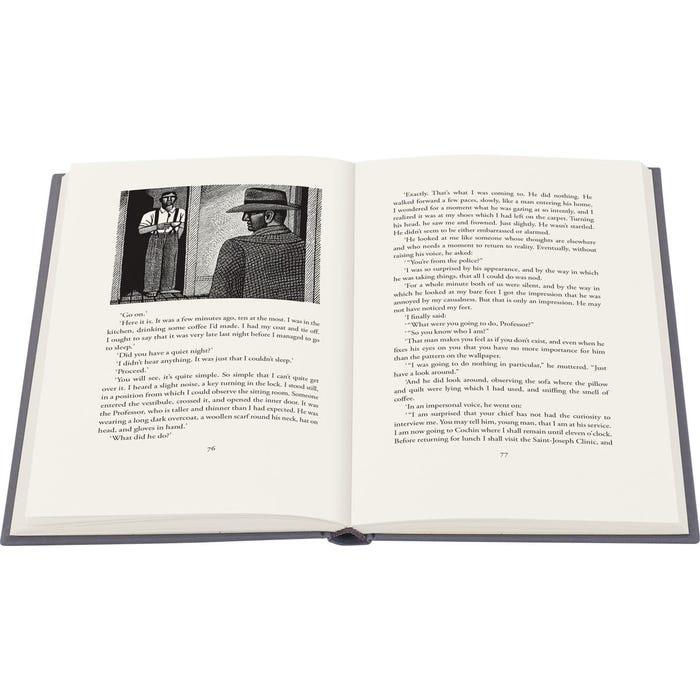 'Go on.'
'Here it is. It was a few minutes ago, ten at the most. I was in the
kitchen, drinking some coffee I'd made. I had my coat and tie off.
I ought to say that it was very late last night before I managed to go
to sleep.'
'Did you have a quiet night?'
'I didn't hear anything. It was just that I couldn't sleep.'
'Proceed.'
'You will see, it's quite simple. So simple that I can't quite get
over it. I heard a slight noise, a key turning in the lock. I stood still,
in a position from which I could observe the sitting room. Someone
entered the vestibule, crossed it, and opened the inner door. It was
the Professor, who is taller and thinner than I had expected. He was
wearing a long dark overcoat, a woollen scarf round his neck, hat on
head, and gloves in hand.'
'What did he do?'
76
'Exactly. That's what I was coming to. He did nothing. He
walked forward a few paces, slowly, like a man entering his home.
I wondered for a moment what he was gazing at so intently, and I
realized it was at my shoes which I had left on the carpet. Turning
his head, he saw me and frowned. Just slightly. He wasn't startled.
He didn't seem to be either embarrassed or alarmed.
'He looked at me like someone whose thoughts are elsewhere
and who needs a moment to return to reality. Eventually, without
raising his voice, he asked:
'"You're from the police?"
'I was so surprised by his appearance, and by the way in which
he was taking things, that I could do no more than nod.
'For a whole minute both of us were silent, and by the way in
which he looked at my bare feet I got the impression that he was
annoyed by my casualness. But that is only an impression. He may
not have noticed my feet.
'I finally said:
'"What were you going to do, Professor?"
'"So you know who I am?"
'That man makes you feel as if you don't exist, and even when he
fixes his eyes on you that you have no more importance for him
than the pattern on the wallpaper.
'"I was going to do nothing in particular," he muttered. "Just
have a look around."
'And he did look around, observing the sofa where the pillow
and quilt were lying which I had used, and sniffing the smell of
coffee.
'In an impersonal voice, he went on:
'"I am surprised that your chief has not had the curiosity to
interview me. You may tell him, young man, that I am at his service.
I am now going to Cochin where I shall remain until eleven o'clock.
Before returning for lunch I shall visit the Saint-Joseph Clinic, and
77